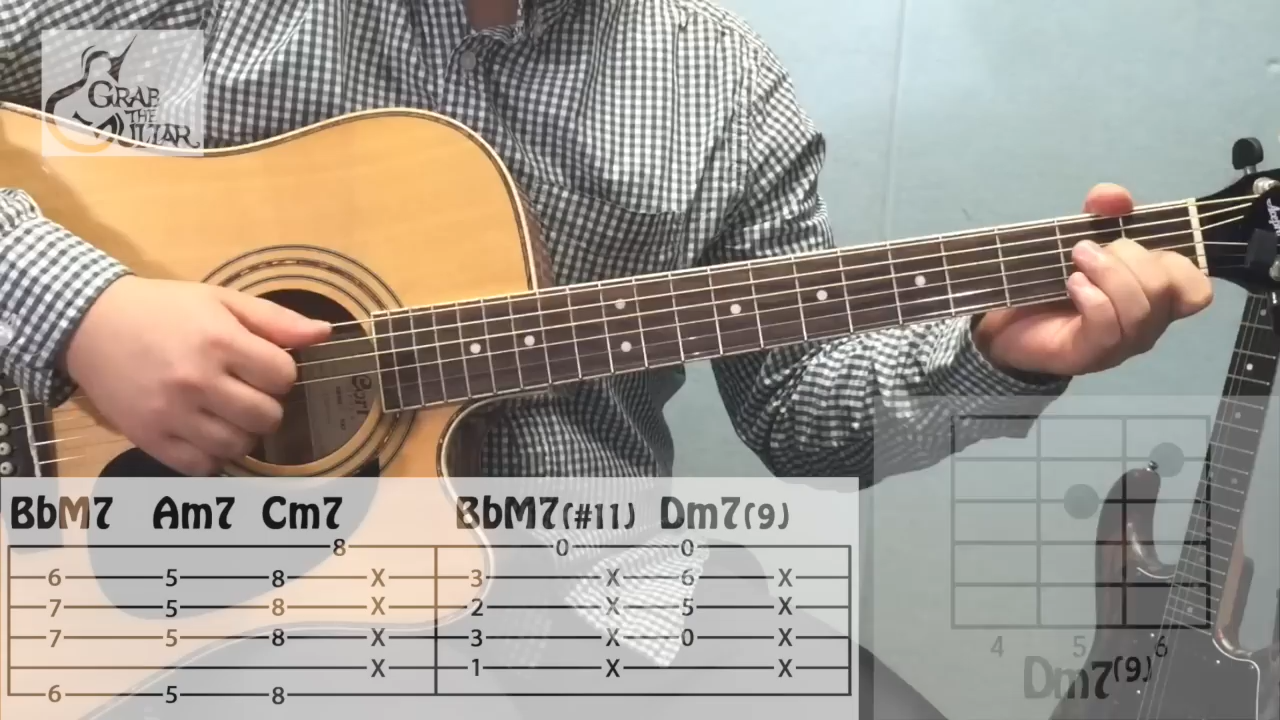 GRAB
THE
GUITAR
Cort
BbM7 Am7 Cm7 BbM7(#11) Dm7(9)
8 0 0
6 5 8 X 3 X 6 X
7 5 8 X 2 X 5 X
7 5 8 X 3 X 0 X
X 1 X X
6 5 8
4 5 6
Dm7(9)